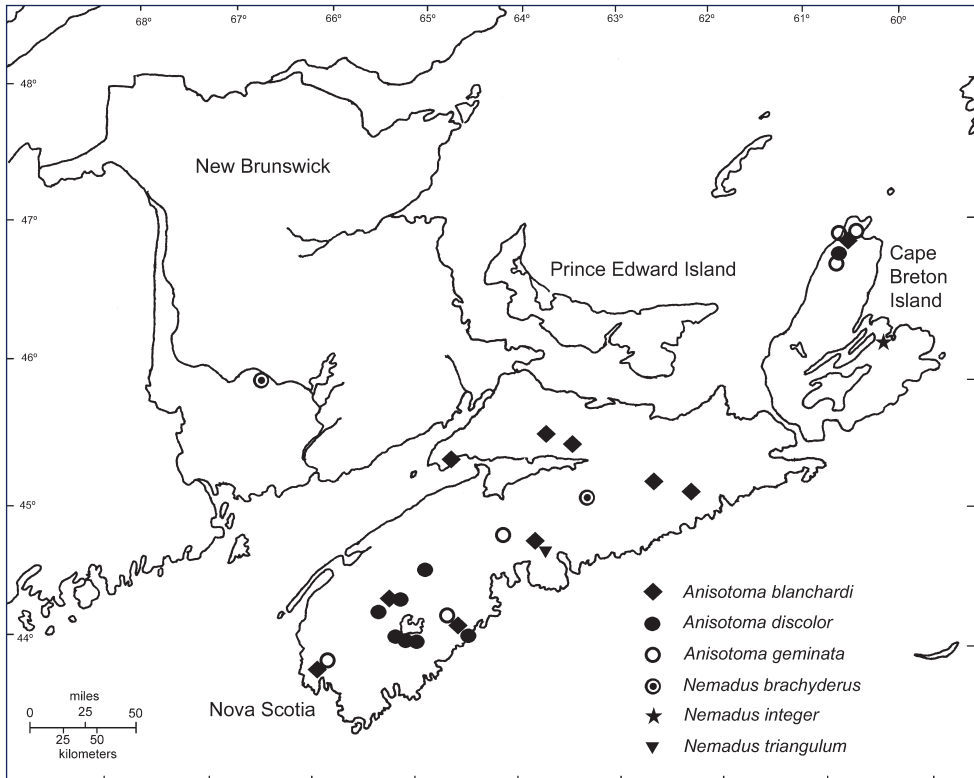 68° 67° 66° 65° 64° 63° 62° 61° 60°
48°
New Brunswick
47°
Cape
Breton
Island
Prince Edward Island
46°
45°
44°
Nova Scotia
miles
0 25 50
25 50
kilometers
Anisotoma blanchardi
Anisotoma discolor
Anisotoma geminata
Nemadus brachyderus
Nemadus integer
Nemadus triangulum